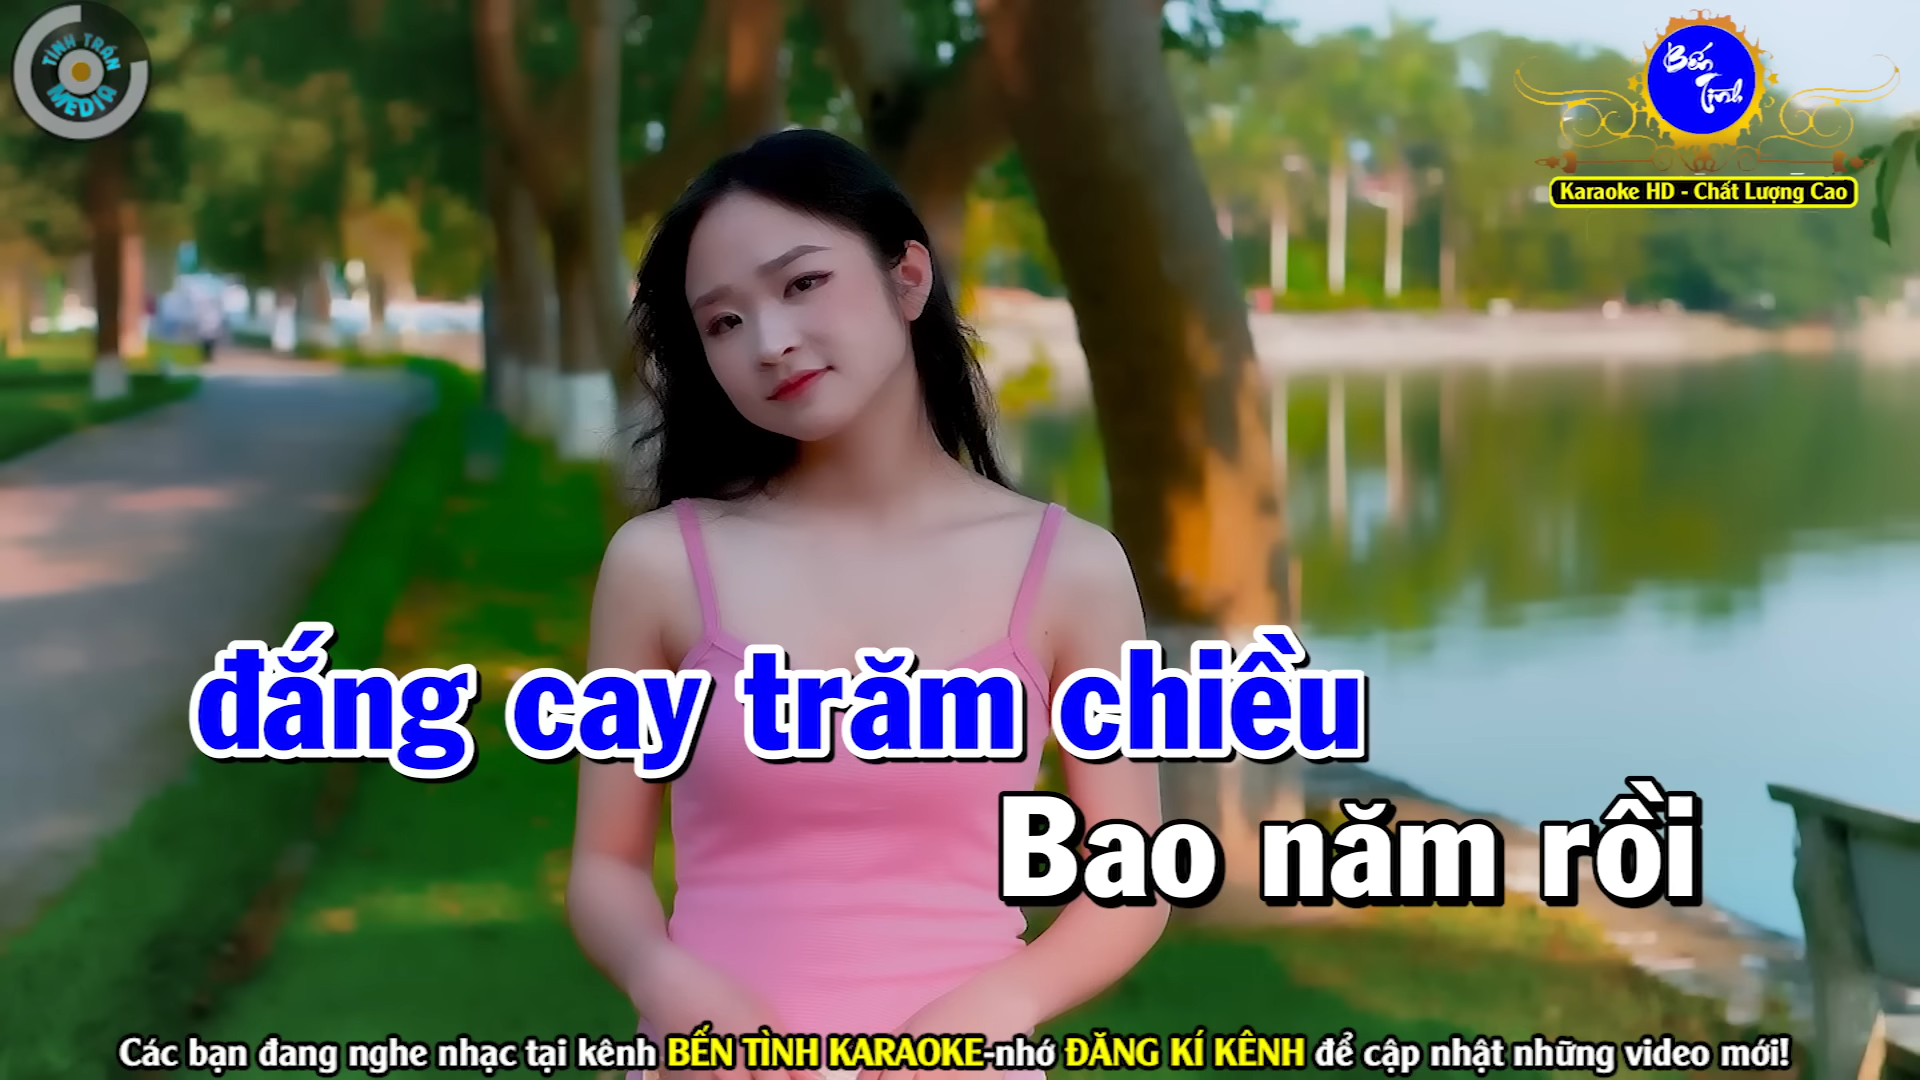 TÌNH TRẦN
MEDIA
Bến
Tình
Karaoke HD - Chất Lượng Cao
đắng cay trăm chiều
Bao năm rồi
Các bạn đang nghe nhạc tại kênh BẾN TÌNH KARAOKE-nhớ ĐĂNG KÍ KÊNH để cập nhật những video mới!